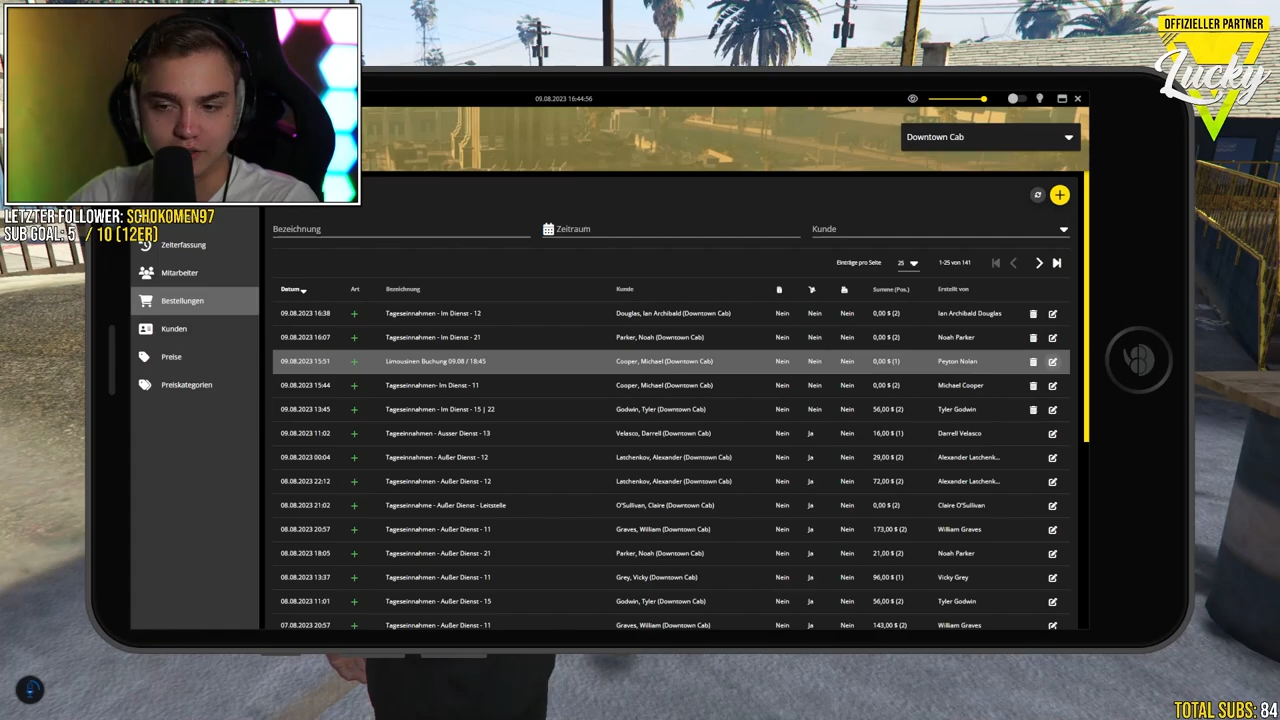 OFFIZIELLER PARTNER
Lucky
V
09.08.2023 16:44:56
Downtown Cab
LETZTER FOLLOWER: SCHOKOMEN97
SUB GOAL: 5 / 10 (12ER)
Zeiterfassung
Mitarbeiter
Bestellungen
Kunden
Preise
Preiskategorien
Bezeichnung Zeitraum Kunde
Einträge pro Seite 25 1-25 von 141
Datum Art Bezeichnung Kunde Summe (Pos.) Erstellt von
09.08.2023 16:38 + Tageseinnahmen - Im Dienst - 12 Douglas, Ian Archibald (Downtown Cab) Nein Nein Nein 0,00 $ (2) Ian Archibald Douglas
09.08.2023 16:07 + Tageseinnahmen - Im Dienst - 21 Parker, Noah (Downtown Cab) Nein Nein Nein 0,00 $ (2) Noah Parker
09.08.2023 15:51 + Limousinen Buchung 09.08 / 18:45 Cooper, Michael (Downtown Cab) Nein Nein Nein 0,00 $ (1) Peyton Nolan
09.08.2023 15:44 + Tageseinnahmen- Im Dienst - 11 Cooper, Michael (Downtown Cab) Nein Nein Nein 0,00 $ (2) Michael Cooper
09.08.2023 13:45 + Tageseinnahmen - Im Dienst - 15 | 22 Godwin, Tyler (Downtown Cab) Nein Nein Nein 56,00 $ (2) Tyler Godwin
09.08.2023 11:02 + Tageeinnahmen - Ausser Dienst - 13 Velasco, Darrell (Downtown Cab) Nein Ja Nein 16,00 $ (1) Darrell Velasco
09.08.2023 00:04 + Tageeinnahmen - Außer Dienst - 12 Latchenkov, Alexander (Downtown Cab) Nein Ja Nein 29,00 $ (2) Alexander Latchenk...
08.08.2023 22:12 + Tageseinnahmen - Außer Dienst - 12 Latchenkov, Alexander (Downtown Cab) Nein Ja Nein 72,00 $ (2) Alexander Latchenk...
08.08.2023 21:02 + Tageseinnahme - Außer Dienst - Leitstelle O'Sullivan, Claire (Downtown Cab) Nein Ja Nein 0,00 $ (2) Claire O'Sullivan
08.08.2023 20:57 + Tageseinnahmen - Außer Dienst - 11 Graves, William (Downtown Cab) Nein Ja Nein 173,00 $ (2) William Graves
08.08.2023 18:05 + Tageseinnahmen - Außer Dienst - 21 Parker, Noah (Downtown Cab) Nein Ja Nein 21,00 $ (2) Noah Parker
08.08.2023 13:37 + Tageseinnahmen - Außer Dienst - 11 Grey, Vicky (Downtown Cab) Nein Ja Nein 96,00 $ (1) Vicky Grey
08.08.2023 11:01 + Tageseinnahmen - Außer Dienst - 15 Godwin, Tyler (Downtown Cab) Nein Ja Nein 56,00 $ (2) Tyler Godwin
07.08.2023 20:57 + Tageseinnahmen - Außer Dienst - 11 Graves, William (Downtown Cab) Nein Ja Nein 143,00 $ (2) William Graves
TOTAL SUBS: 84